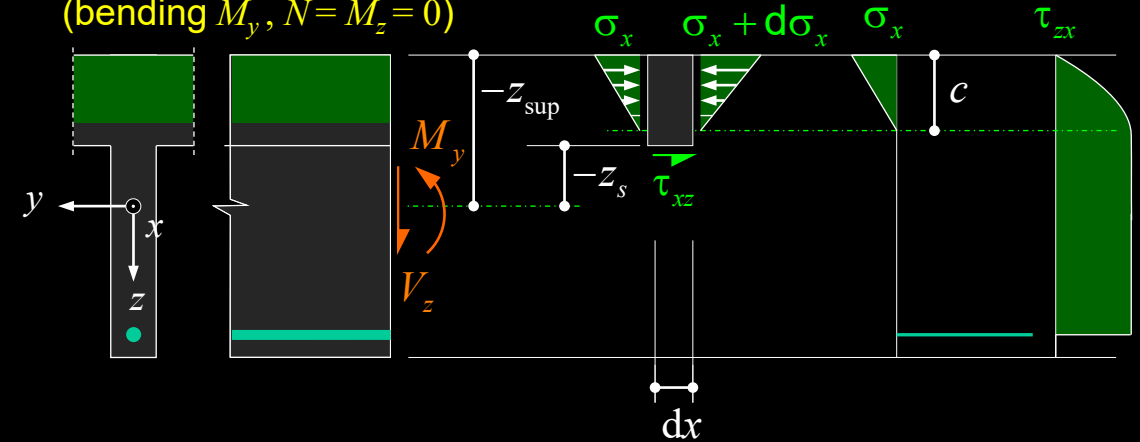 (bending M_y, N = M_z = 0)
σ_x σ_x + dσ_x σ_x τ_zx
−z_sup c
M_y
−z_s τ_xz
y x
z V_z
dx